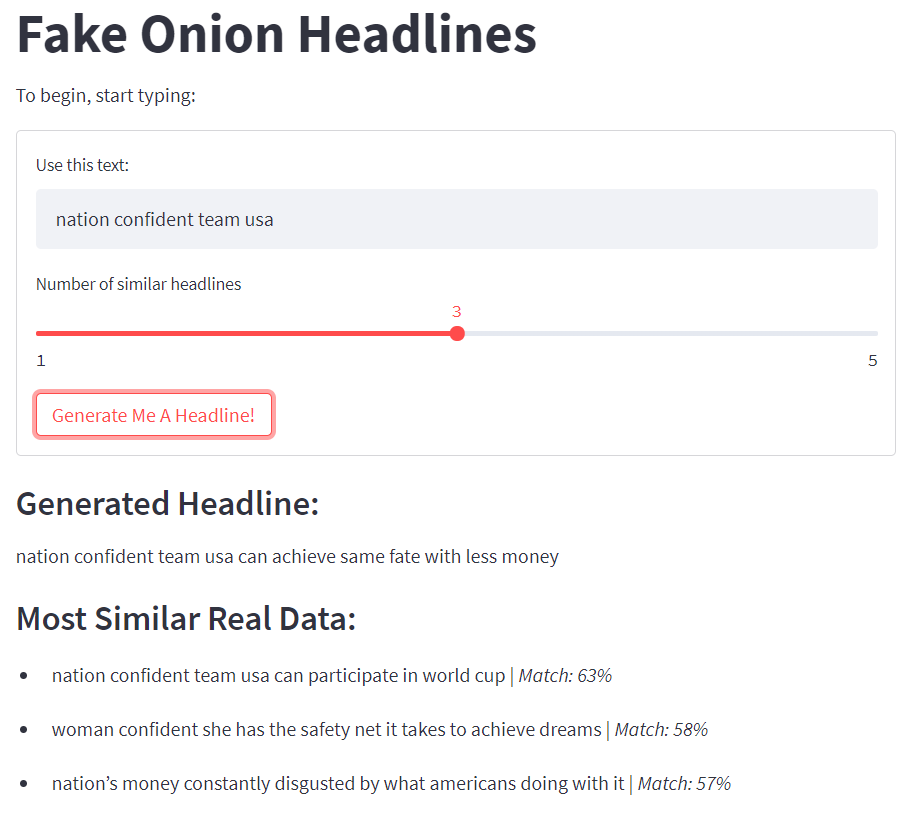 Fake Onion Headlines
To begin, start typing:
Use this text:
nation confident team usa
Number of similar headlines
3
1 5
Generate Me A Headline!
Generated Headline:
nation confident team usa can achieve same fate with less money
Most Similar Real Data:
• nation confident team usa can participate in world cup | Match: 63%
• woman confident she has the safety net it takes to achieve dreams | Match: 58%
• nation’s money constantly disgusted by what americans doing with it | Match: 57%